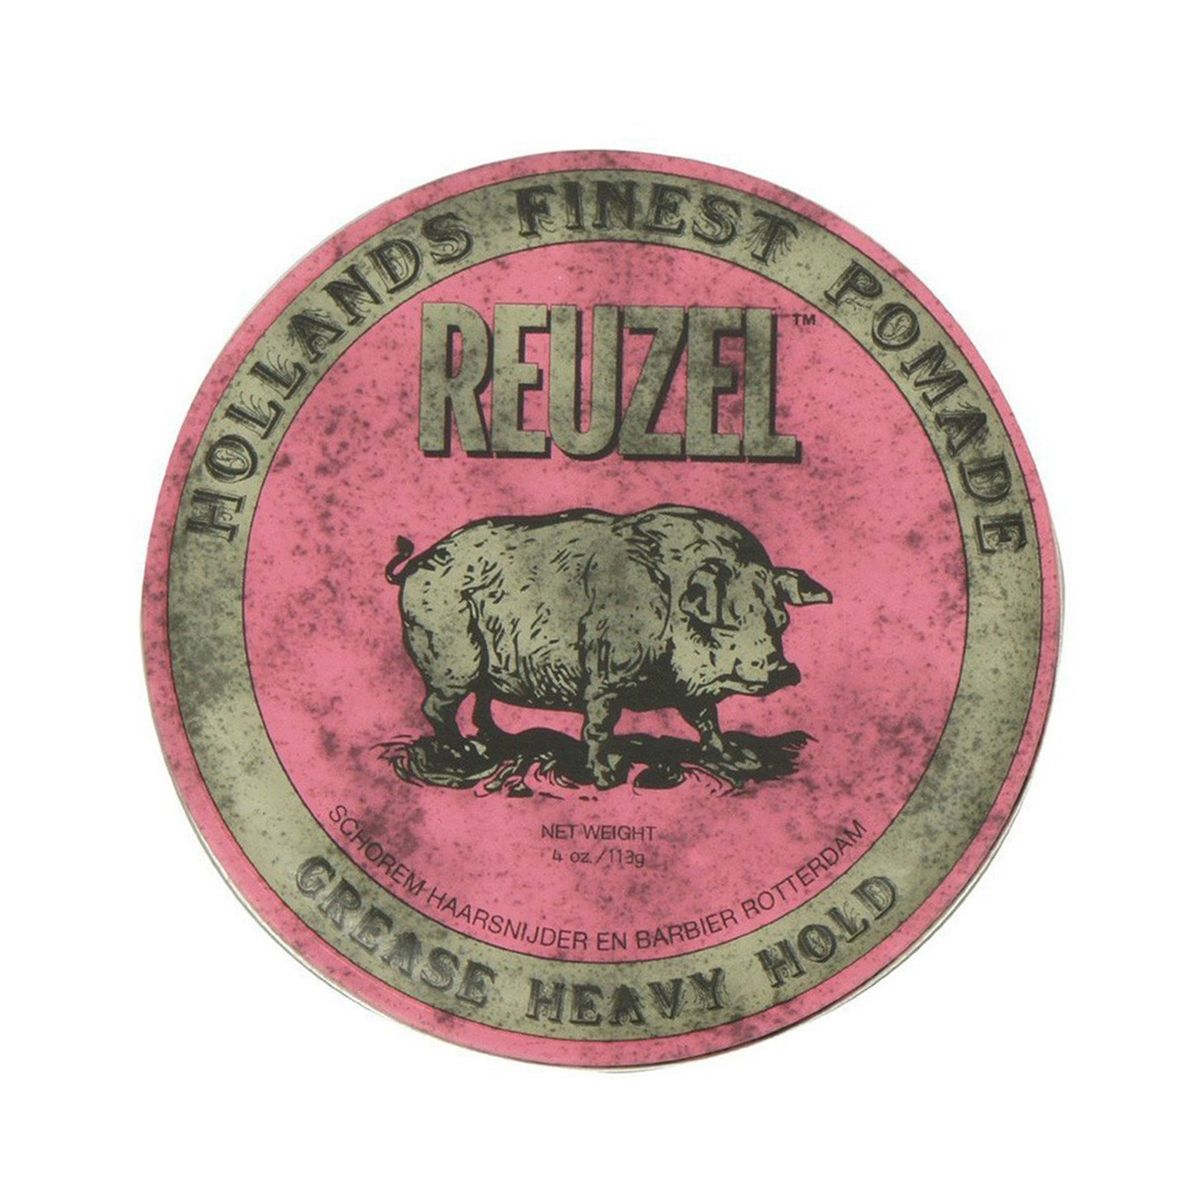 HOLLANDS FINEST POMADE
REUZEL™
NET WEIGHT
4 oz./113g
SCHOREM HAARSNIJDER EN BARBIER ROTTERDAM
GREASE HEAVY HOLD